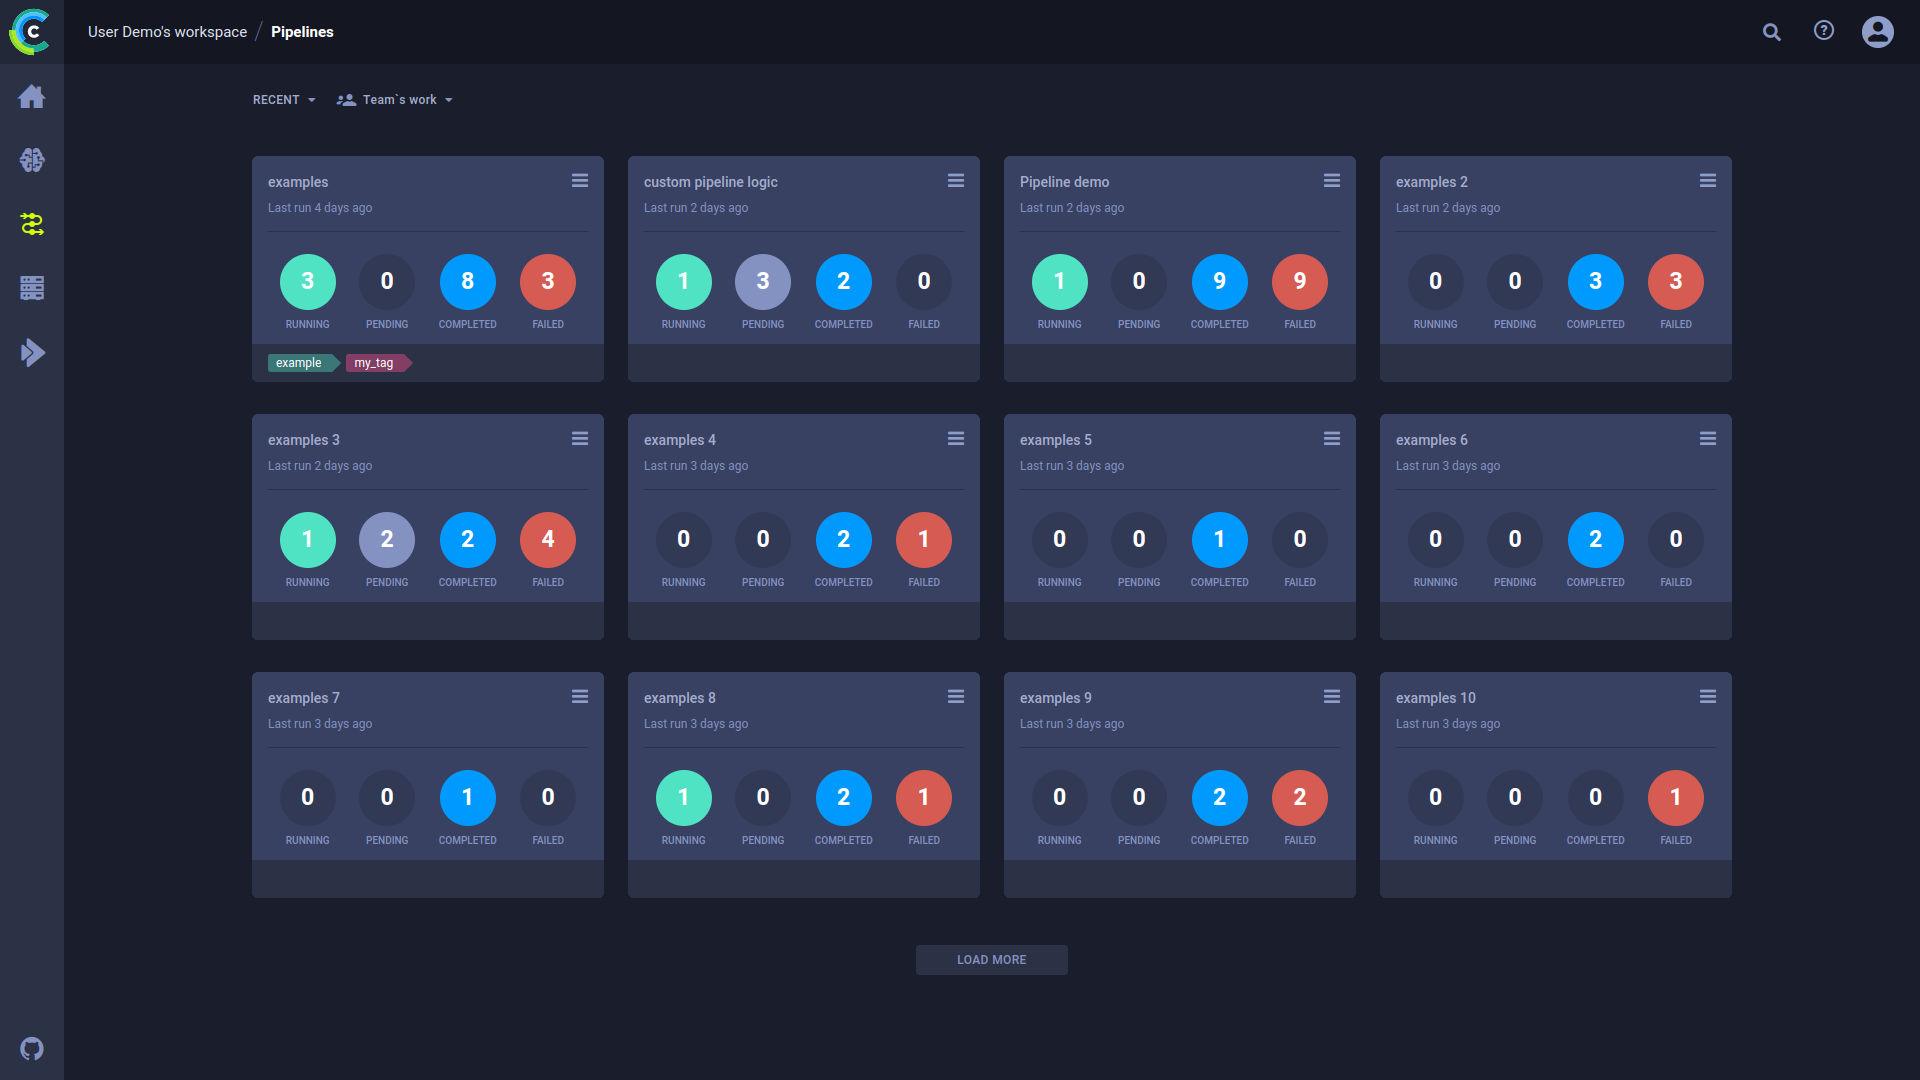 User Demo's workspace / Pipelines
RECENT Team`s work
examples
Last run 4 days ago
3 0 8 3
RUNNING PENDING COMPLETED FAILED
example my_tag
custom pipeline logic
Last run 2 days ago
1 3 2 0
RUNNING PENDING COMPLETED FAILED
Pipeline demo
Last run 2 days ago
1 0 9 9
RUNNING PENDING COMPLETED FAILED
examples 2
Last run 2 days ago
0 0 3 3
RUNNING PENDING COMPLETED FAILED
examples 3
Last run 2 days ago
1 2 2 4
RUNNING PENDING COMPLETED FAILED
examples 4
Last run 3 days ago
0 0 2 1
RUNNING PENDING COMPLETED FAILED
examples 5
Last run 3 days ago
0 0 1 0
RUNNING PENDING COMPLETED FAILED
examples 6
Last run 3 days ago
0 0 2 0
RUNNING PENDING COMPLETED FAILED
examples 7
Last run 3 days ago
0 0 1 0
RUNNING PENDING COMPLETED FAILED
examples 8
Last run 3 days ago
1 0 2 1
RUNNING PENDING COMPLETED FAILED
examples 9
Last run 3 days ago
0 0 2 2
RUNNING PENDING COMPLETED FAILED
examples 10
Last run 3 days ago
0 0 0 1
RUNNING PENDING COMPLETED FAILED
LOAD MORE